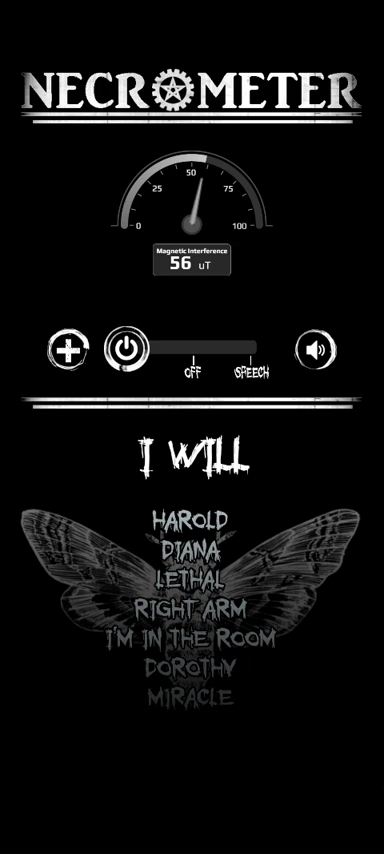 NECROMETER
50
25 75
0 100
Magnetic Interference
56 uT
OFF SPEECH
I WILL
HAROLD
DIANA
LETHAL
RIGHT ARM
I'M IN THE ROOM
DOROTHY
MIRACLE